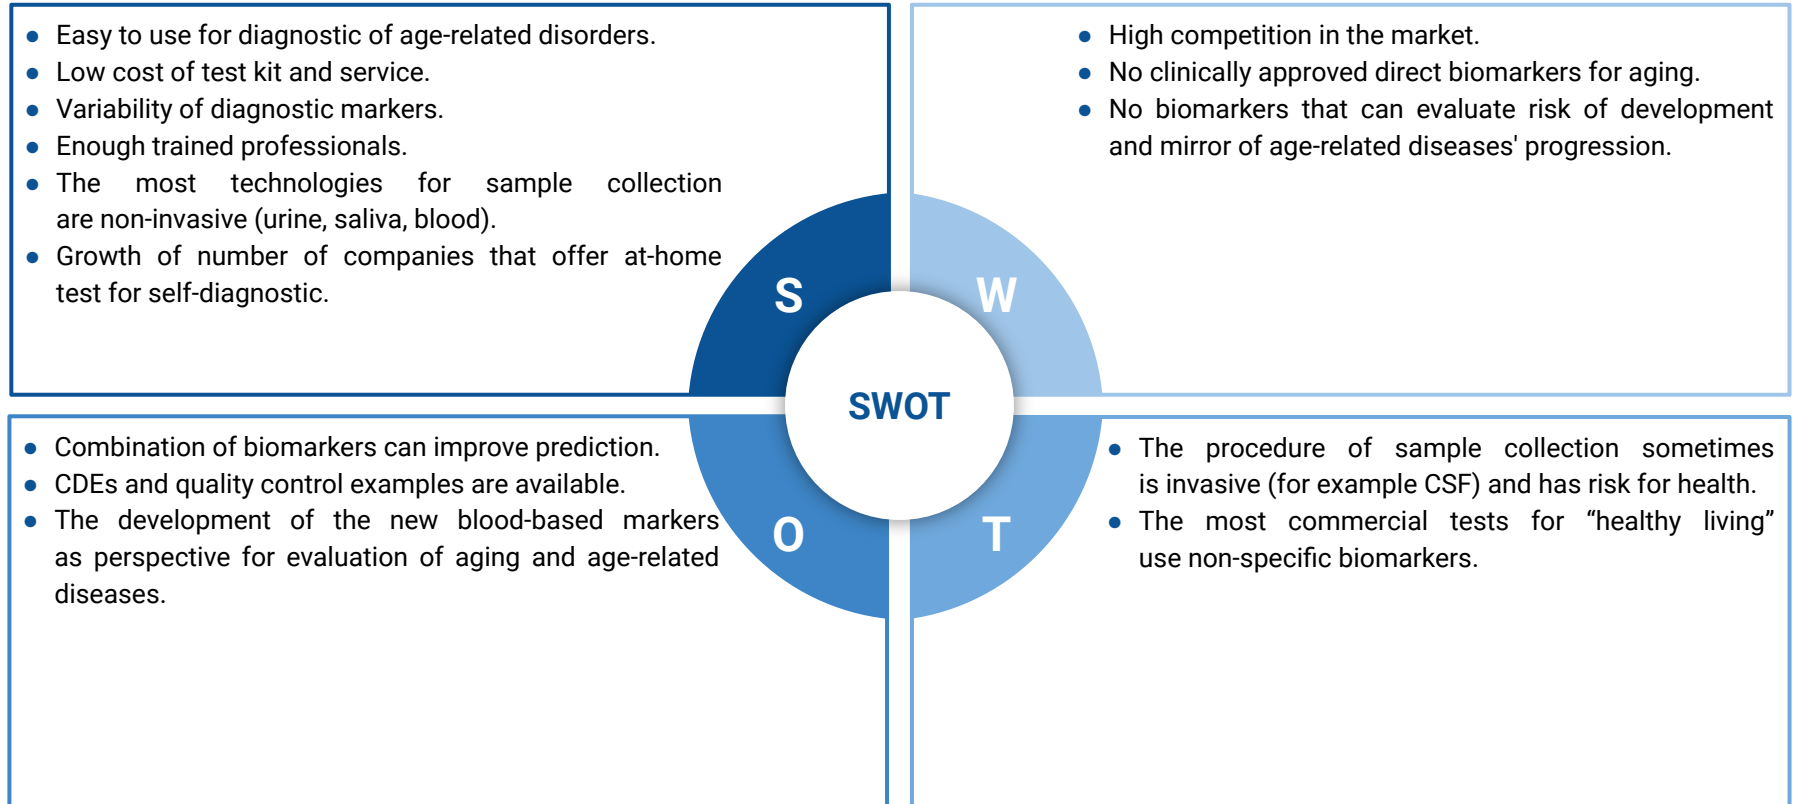 Easy to use for diagnostic of age-related disorders.
Low cost of test kit and service.
Variability of diagnostic markers.
Enough trained professionals.
The most technologies for sample collection
are non-invasive (urine, saliva, blood).
Growth of number of companies that offer at-home
test for self-diagnostic.
High competition in the market.
No clinically approved direct biomarkers for aging.
No biomarkers that can evaluate risk of development
and mirror of age-related diseases' progression.
S
W
SWOT
Combination of biomarkers can improve prediction.
CDEs and quality control examples are available.
The development of the new blood-based markers
as perspective for evaluation of aging and age-related
diseases.
O
T
The procedure of sample collection sometimes
is invasive (for example CSF) and has risk for health.
The most commercial tests for “healthy living”
use non-specific biomarkers.